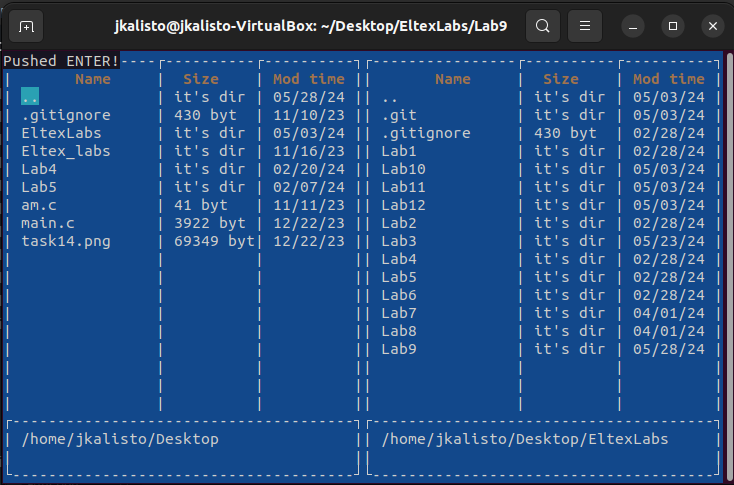 jkalisto@jkalisto-VirtualBox: ~/Desktop/EltexLabs/Lab9
Pushed ENTER!
Name Size Mod time Name Size Mod time
.. it's dir 05/28/24 .. it's dir 05/03/24
.gitignore 430 byt 11/10/23 .git it's dir 05/03/24
EltexLabs it's dir 05/03/24 .gitignore 430 byt 02/28/24
Eltex_labs it's dir 11/16/23 Lab1 it's dir 02/28/24
Lab4 it's dir 02/20/24 Lab10 it's dir 05/03/24
Lab5 it's dir 02/07/24 Lab11 it's dir 05/03/24
am.c 41 byt 11/11/23 Lab12 it's dir 05/03/24
main.c 3922 byt 12/22/23 Lab2 it's dir 02/28/24
task14.png 69349 byt 12/22/23 Lab3 it's dir 05/23/24
Lab4 it's dir 02/28/24
Lab5 it's dir 02/28/24
Lab6 it's dir 02/28/24
Lab7 it's dir 04/01/24
Lab8 it's dir 04/01/24
Lab9 it's dir 05/28/24
/home/jkalisto/Desktop /home/jkalisto/Desktop/EltexLabs